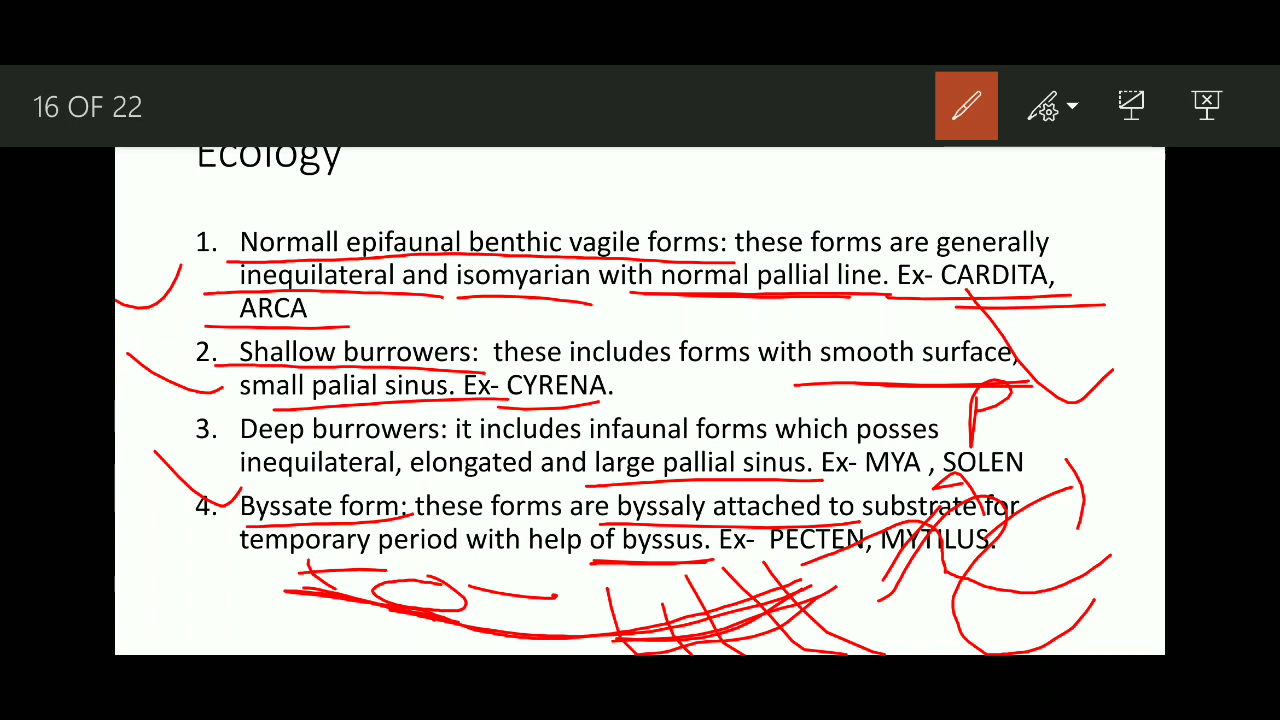 16 OF 22
Ecology
1. Normall epifaunal benthic vagile forms: these forms are generally
inequilateral and isomyarian with normal pallial line. Ex- CARDITA,
ARCA
2. Shallow burrowers: these includes forms with smooth surface,
small palial sinus. Ex- CYRENA.
3. Deep burrowers: it includes infaunal forms which posses
inequilateral, elongated and large pallial sinus. Ex- MYA , SOLEN
4. Byssate form: these forms are byssaly attached to substrate for
temporary period with help of byssus. Ex- PECTEN, MYTILUS.